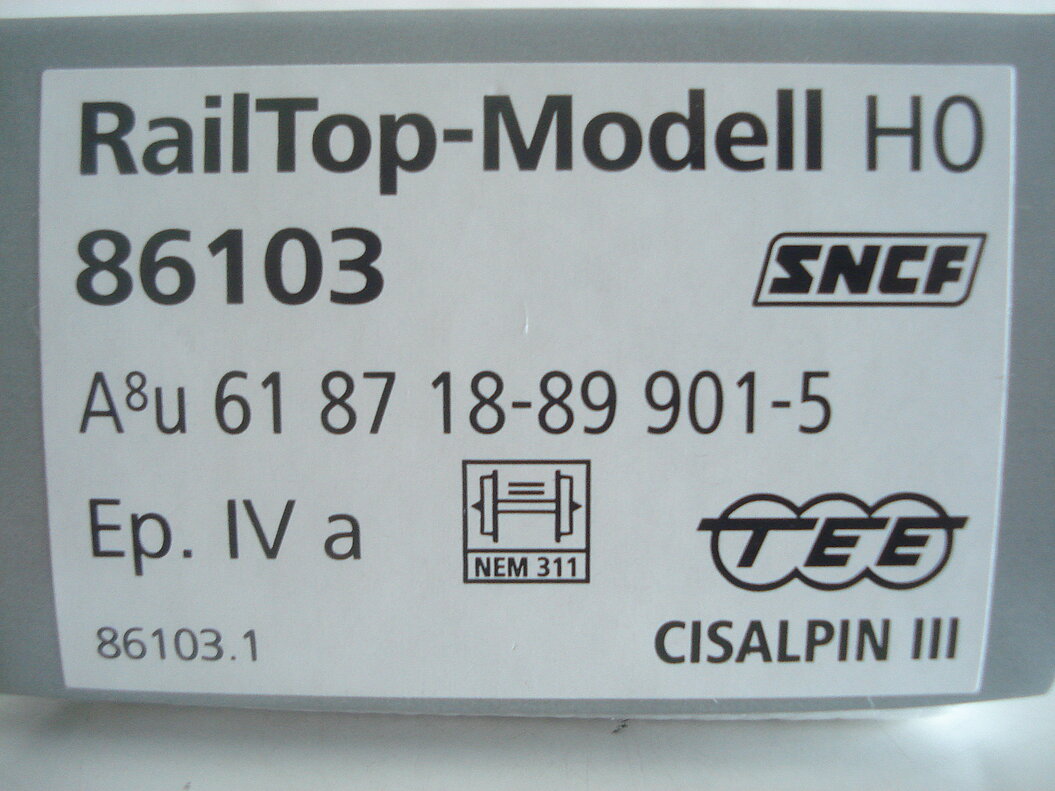 RailTop-Modell H0
86103
SNCF
A⁸u 61 87 18-89 901-5
Ep. IV a
NEM 311
TEE
86103.1
CISALPIN III